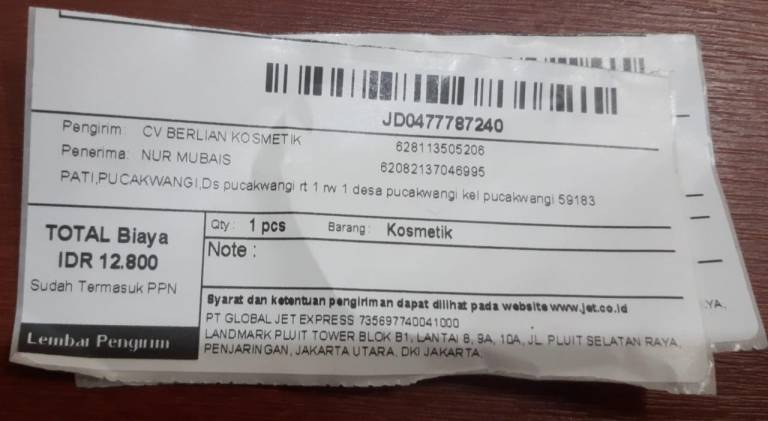 JD0477787240
Pengirim: CV BERLIAN KOSMETIK 628113505206
Penerima: NUR MUBAIS 62082137046995
PATI,PUCAKWANGI,Ds pucakwangi rt 1 rw 1 desa pucakwangi kel pucakwangi 59183
TOTAL Biaya
IDR 12.800
Sudah Termasuk PPN
Lembar Pengirim
Qty: 1 pcs Barang: Kosmetik
Note :
Syarat dan ketentuan pengiriman dapat dilihat pada website www.jet.co.id
PT GLOBAL JET EXPRESS 735697740041000
LANDMARK PLUIT TOWER BLOK B1, LANTAI 8, 9A, 10A, JL. PLUIT SELATAN RAYA,
PENJARINGAN, JAKARTA UTARA, DKI JAKARTA.
YA,